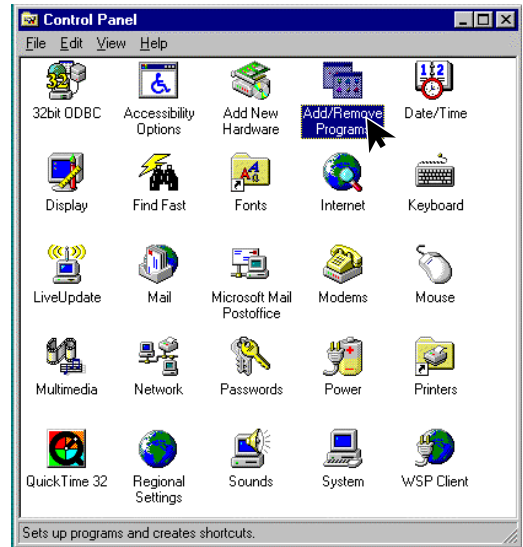 Control Panel
File Edit View Help
32bit ODBC
Accessibility
Options
Add New
Hardware
Add/Remove
Programs
Date/Time
Display
Find Fast
Fonts
Internet
Keyboard
LiveUpdate
Mail
Microsoft Mail
Postoffice
Modems
Mouse
Multimedia
Network
Passwords
Power
Printers
QuickTime 32
Regional
Settings
Sounds
System
WSP Client
Sets up programs and creates shortcuts.